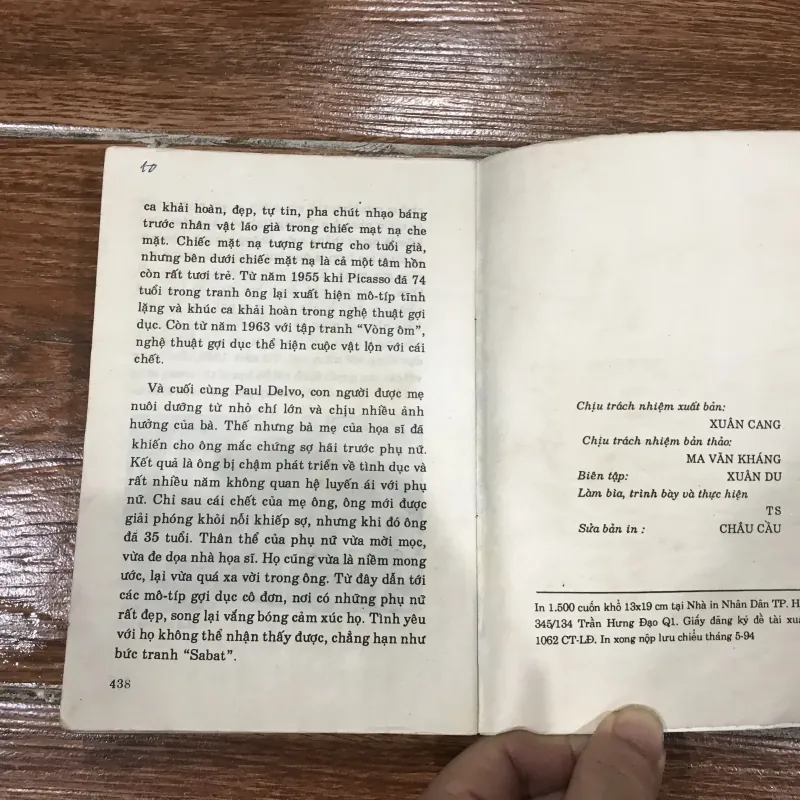 ca khải hoàn, đẹp, tự tin, pha chút nhạo báng
trước nhân vật láo già trong chiếc mạt nạ che
mặt. Chiếc mặt nạ tượng trưng cho tuổi già,
nhưng bên dưới chiếc mặt nạ là cả một tâm hồn
còn rất tươi trẻ. Từ năm 1955 khi Picasso đã 74
tuổi trong tranh ông lại xuất hiện mô-típ tĩnh
lặng và khúc ca khải hoàn trong nghệ thuật gợi
dục. Còn từ năm 1963 với tập tranh “Vòng ôm”,
nghệ thuật gợi dục thể hiện cuộc vật lộn với cái
chết.
Và cuối cùng Paul Delvo, con người được mẹ
nuôi dưỡng từ nhỏ chí lớn và chịu nhiều ảnh
hưởng của bà. Thế nhưng bà mẹ của họa sĩ đã
khiến cho ông mắc chứng sợ hãi trước phụ nữ.
Kết quả là ông bị chậm phát triển về tình dục và
rất nhiều năm không quan hệ luyến ái với phụ
nữ. Chỉ sau cái chết của mẹ ông, ông mới được
giải phóng khỏi nỗi khiếp sợ, nhưng khi đó ông
đã 35 tuổi. Thân thể của phụ nữ vừa mời mọc,
vừa đe dọa nhà họa sĩ. Họ cũng vừa là niềm mong
ước, lại vừa quá xa vời trong ông. Từ đây dẫn tới
các mô-típ gợi dục cô đơn, nơi có những phụ nữ
rất đẹp, song lại vắng bóng cảm xúc họ. Tình yêu
với họ không thể nhận thấy được, chẳng hạn như
bức tranh “Sabat”.
438
Chịu trách nhiệm xuất bản:
XUÂN CANG
Chịu trách nhiệm bản thảo:
MA VĂN KHÁNG
Biên tập: XUÂN DU
Làm bìa, trình bày và thực hiện
TS
Sửa bản in : CHÂU CẦU
In 1.500 cuốn khổ 13x19 cm tại Nhà in Nhân Dân TP. H
345/134 Trần Hưng Đạo Q1. Giấy đăng ký đề tài xuấ
1062 CT-LĐ. In xong nộp lưu chiểu tháng 5-94